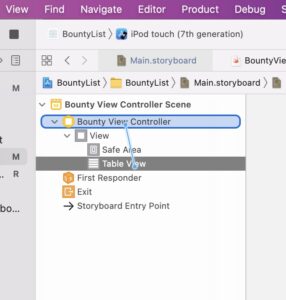 View Find Navigate Editor Product Debug S
BountyList iPod touch (7th generation)
Main.storyboard BountyView
BountyList BountyList Main.storyboard
M Bounty View Controller Scene
Bounty View Controller
View
Safe Area
M Table View
First Responder
M Exit
bo... Storyboard Entry Point